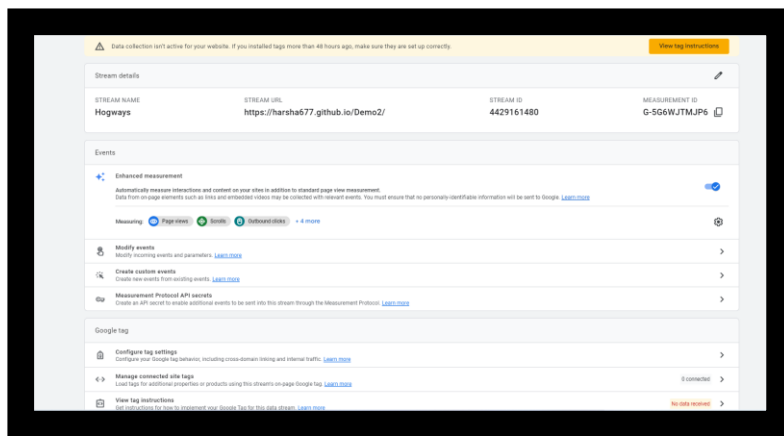 Data collection isn't active for your website. If you installed tags more than 48 hours ago, make sure they are set up correctly.
View tag instructions
Stream details
STREAM NAME STREAM URL STREAM ID MEASUREMENT ID
Hogways https://harsha677.github.io/Demo2/ 4429161480 G-5G6WJTMJP6
Events
Enhanced measurement
Automatically measure interactions and content on your sites in addition to standard page view measurement.
Data from on-page elements such as links and embedded videos may be collected with relevant events. You must ensure that no personally-identifiable information will be sent to Google. Learn more
Measuring: Page views Scrolls Outbound clicks + 4 more
Modify events
Modify incoming events and parameters. Learn more
Create custom events
Create new events from existing events. Learn more
Measurement Protocol API secrets
Create an API secret to enable additional events to be sent into this stream through the Measurement Protocol. Learn more
Google tag
Configure tag settings
Configure your Google tag behavior, including cross-domain linking and internal traffic. Learn more
Manage connected site tags
Load tags for additional properties or products using this stream's on-page Google tag. Learn more
0 connected
View tag instructions
Get instructions for how to implement your Google Tag for this data stream. Learn more
No data received